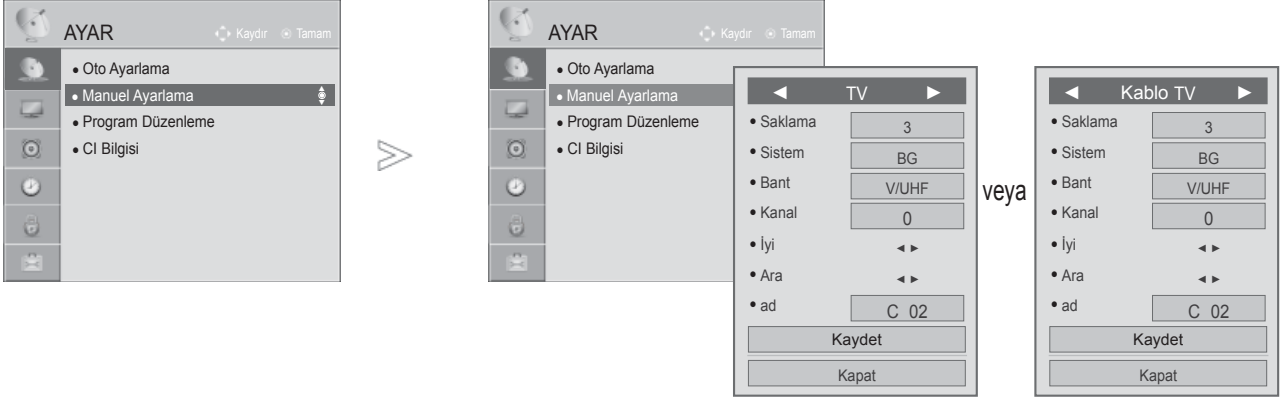 AYAR
Kaydır
Tamam
• Oto Ayarlama
• Manuel Ayarlama
• Program Düzenleme
• CI Bilgisi
AYAR
Kaydır
Tamam
• Oto Ayarlama
• Manuel Ayarlama
• Program Düzenleme
• CI Bilgisi
◄ TV ►
• Saklama 3
• Sistem BG
• Bant V/UHF
• Kanal 0
• İyi ◄ ►
• Ara ◄ ►
• ad C 02
Kaydet
Kapat
veya
◄ Kablo TV ►
• Saklama 3
• Sistem BG
• Bant V/UHF
• Kanal 0
• İyi ◄ ►
• Ara ◄ ►
• ad C 02
Kaydet
Kapat